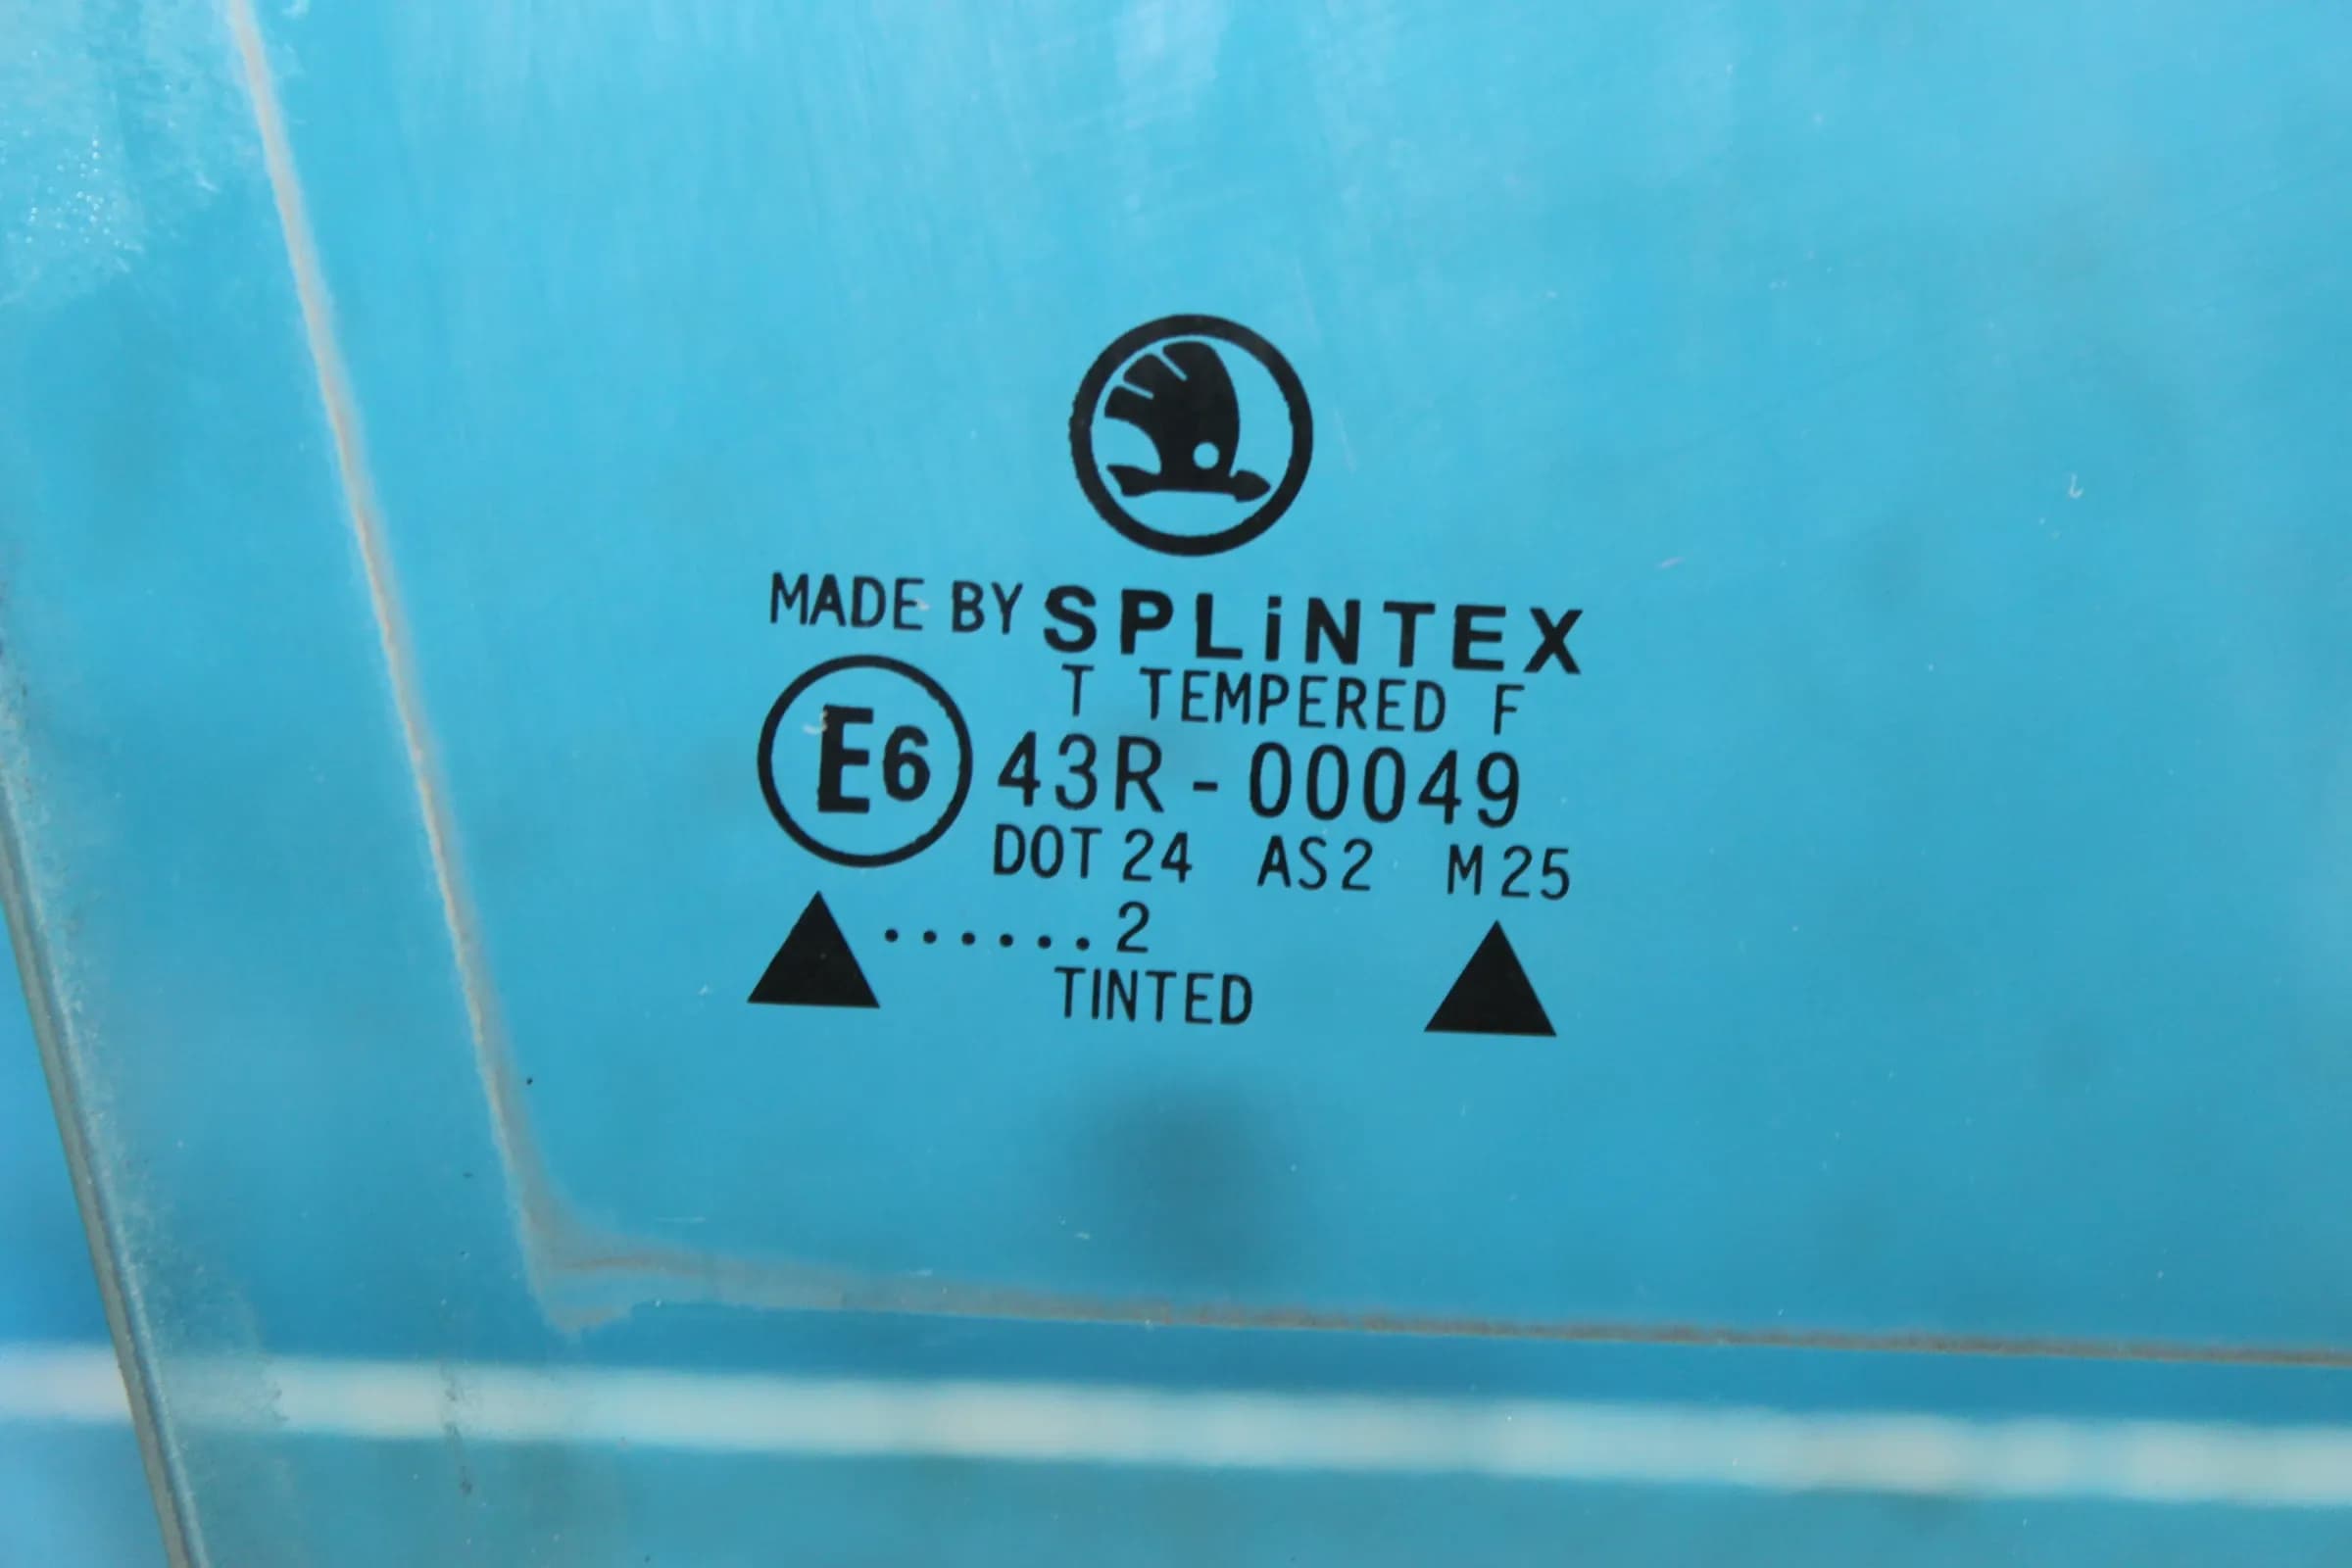 MADE BY SPLiNTEX
T TEMPERED F
E6 43R-00049
DOT 24 AS2 M25
......2
TINTED